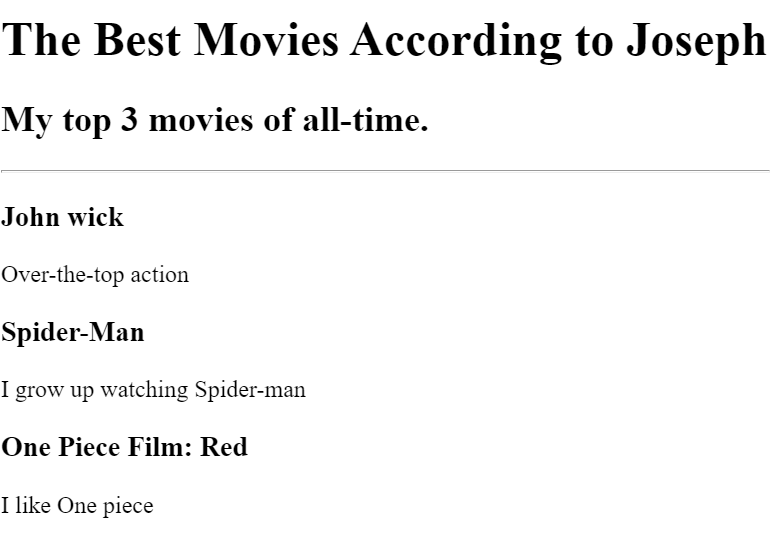 The Best Movies According to Joseph
My top 3 movies of all-time.
John wick
Over-the-top action
Spider-Man
I grow up watching Spider-man
One Piece Film: Red
I like One piece